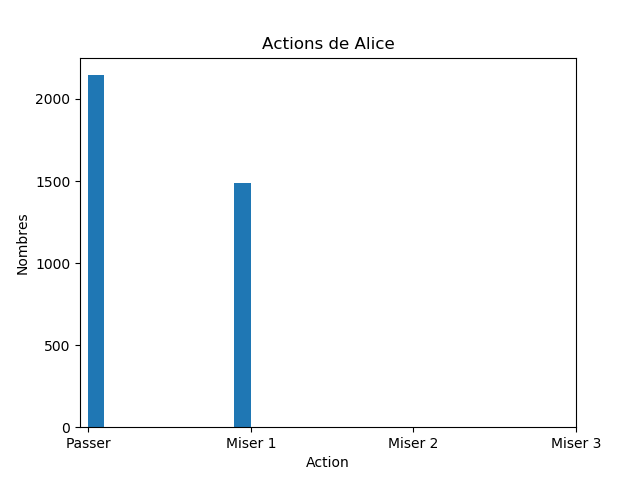 Actions de Alice
2000
1500
1000
500
0
Nombres
Passer Miser 1 Miser 2 Miser 3
Action